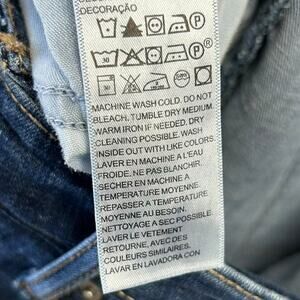 DECORAÇÃO
MACHINE WASH COLD. DO NOT
BLEACH. TUMBLE DRY MEDIUM.
WARM IRON IF NEEDED. DRY
CLEANING POSSIBLE. WASH
INSIDE OUT WITH LIKE COLORS.
LAVER EN MACHINE A L'EAU
FROIDE. NE PAS BLANCHIR.
SECHER EN MACHINE A
TEMPERATURE MOYENNE.
REPASSER A TEMPERATURE
MOYENNE AU BESOIN.
NETTOYAGE A SEC POSSIBLE.
LAVER LE VETEMENT
RETOURNE, AVEC DES
COULEURS SIMILAIRES.
LAVAR EN LAVADORA CON